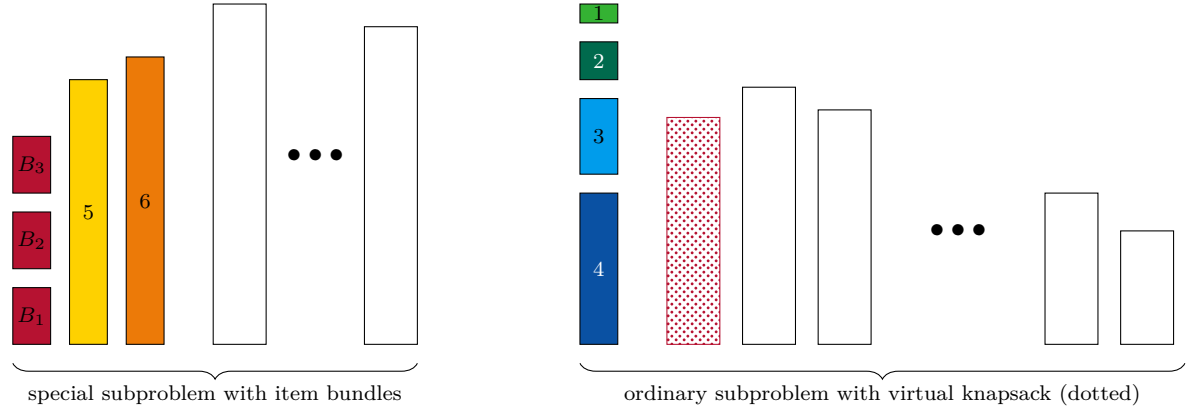 B₃
B₂
B₁
5
6
special subproblem with item bundles
1
2
3
4
ordinary subproblem with virtual knapsack (dotted)